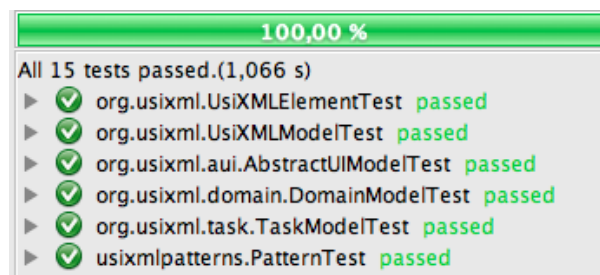 100,00 %
All 15 tests passed.(1,066 s)
org.usixml.UsiXMLElementTest passed
org.usixml.UsiXMLModelTest passed
org.usixml.aui.AbstractUIModelTest passed
org.usixml.domain.DomainModelTest passed
org.usixml.task.TaskModelTest passed
usixmlpatterns.PatternTest passed